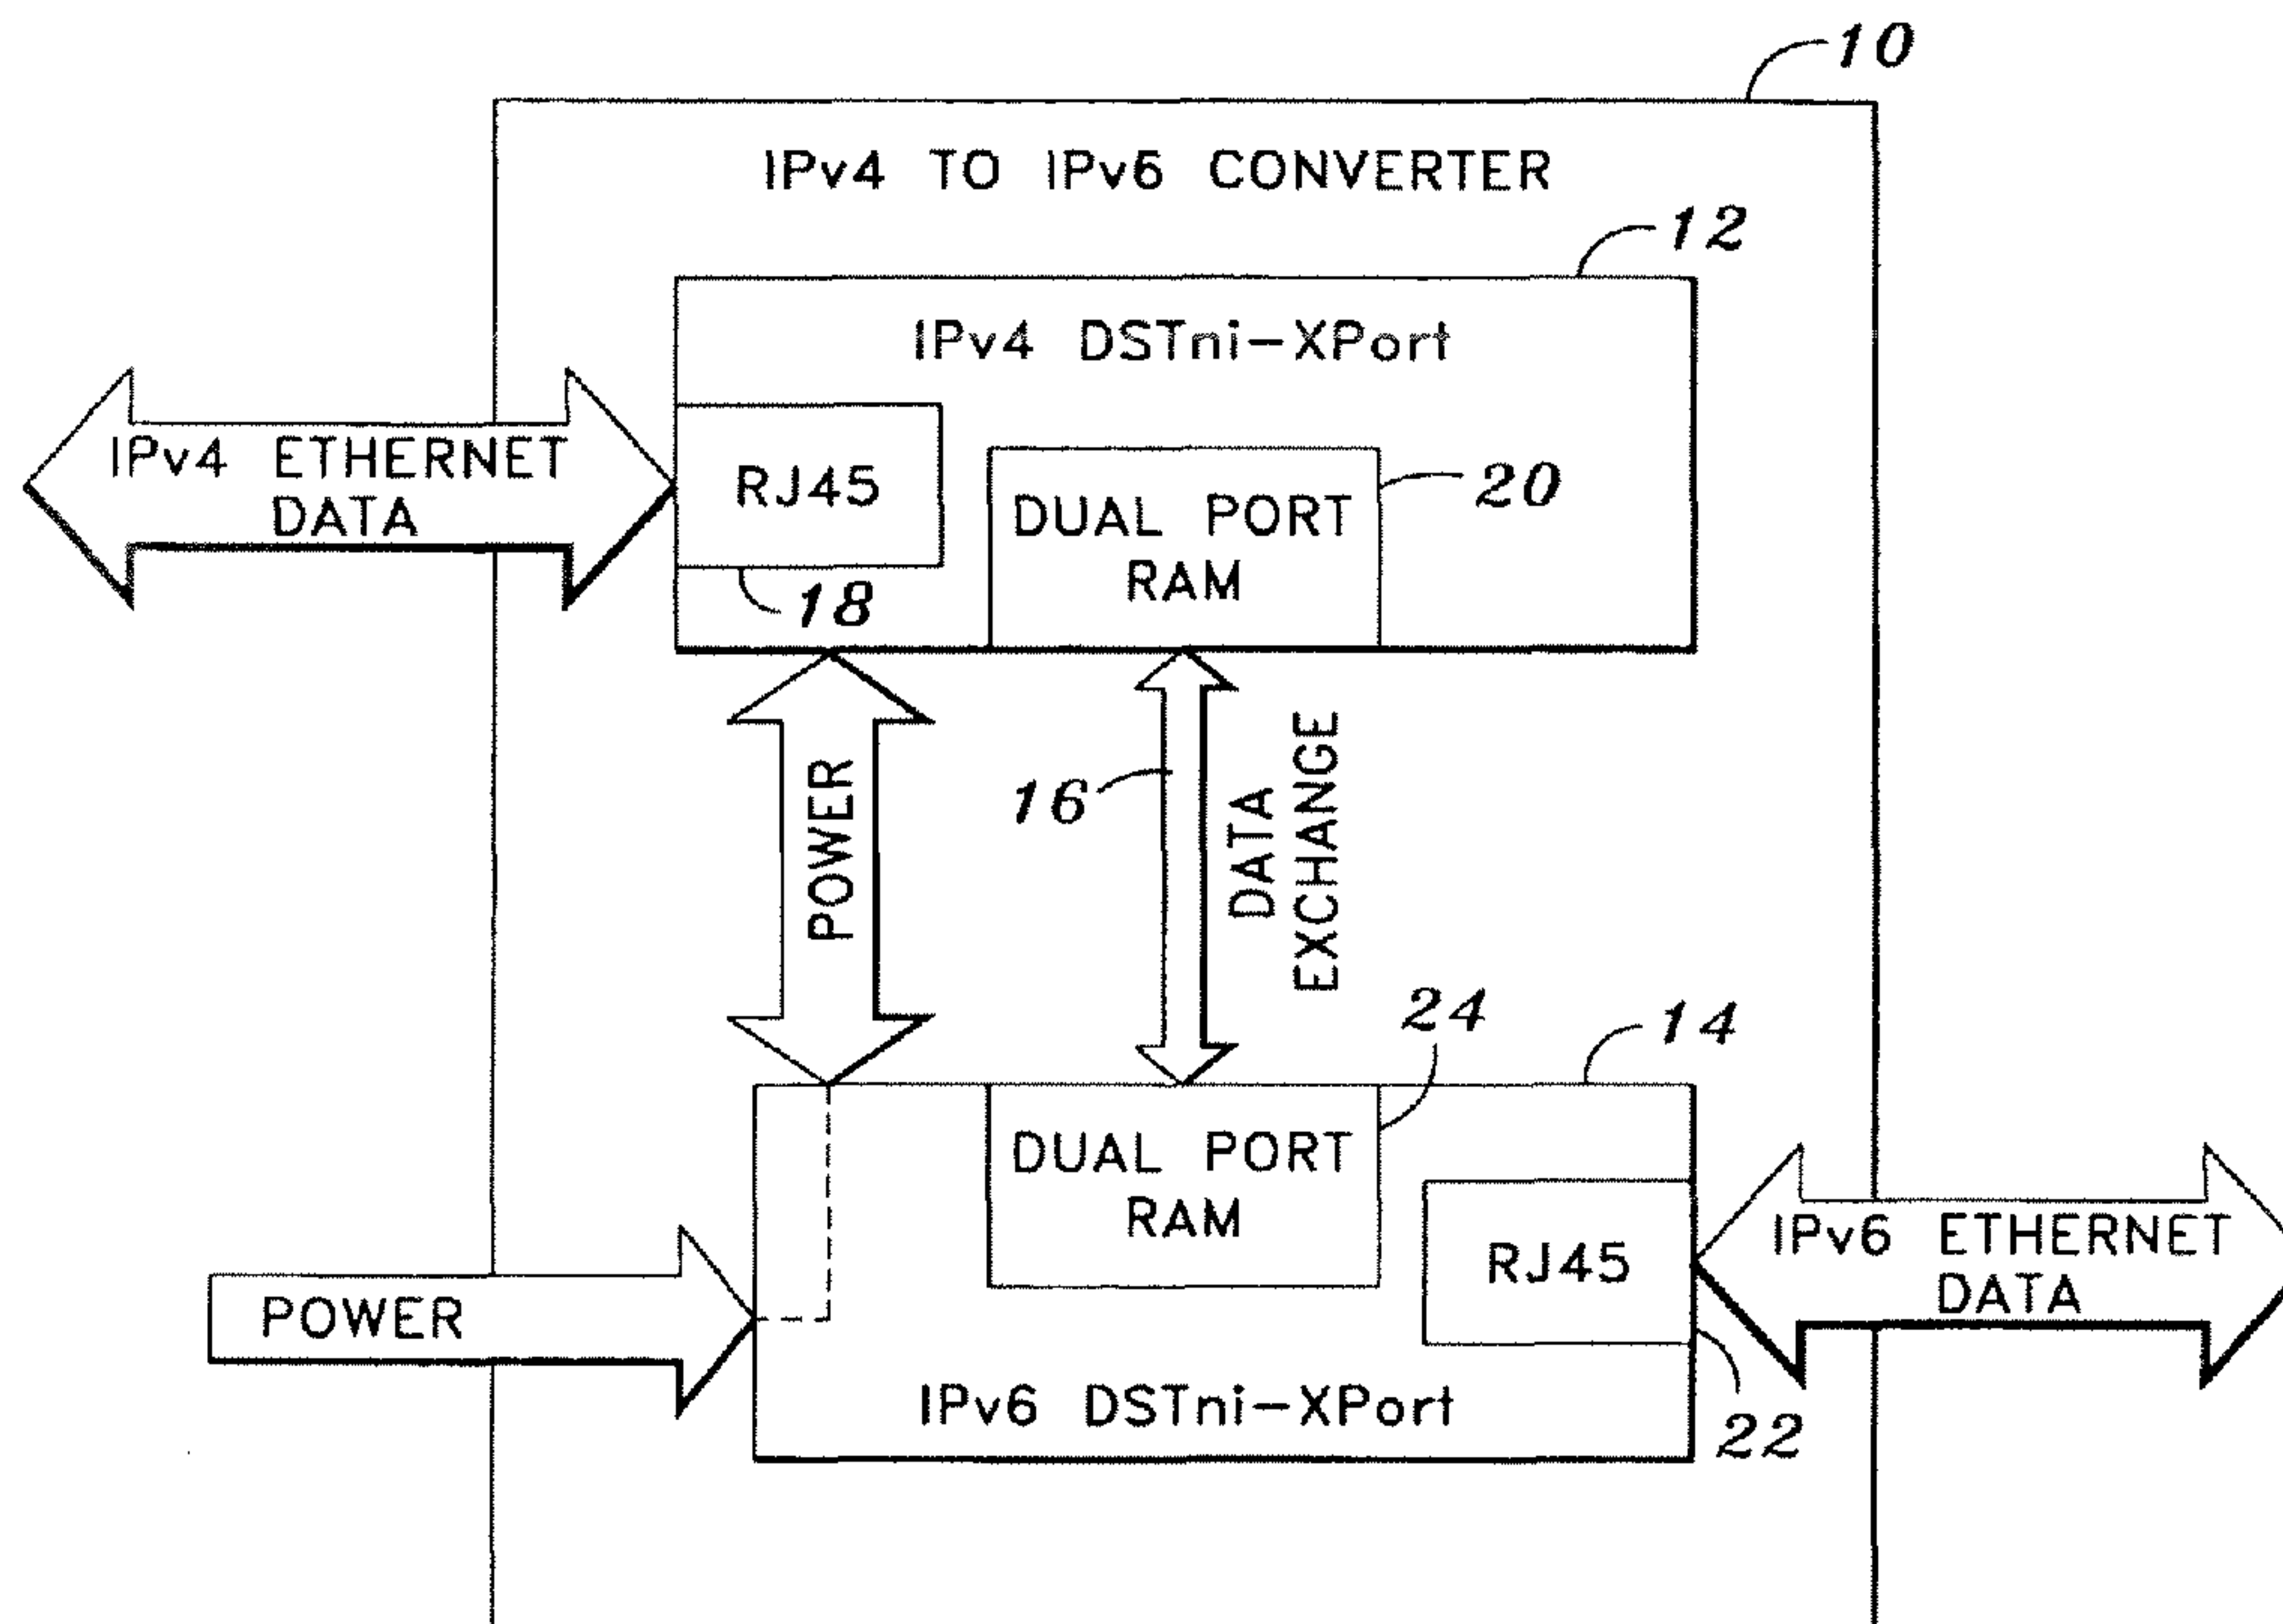 10
IPv4 TO IPv6 CONVERTER
12
IPv4 DSTni-XPort
IPv4 ETHERNET
DATA
RJ45
18
DUAL PORT
RAM
20
POWER
16
DATA
EXCHANGE
24
14
DUAL PORT
RAM
RJ45
IPv6 ETHERNET
DATA
POWER
IPv6 DSTni-XPort
22